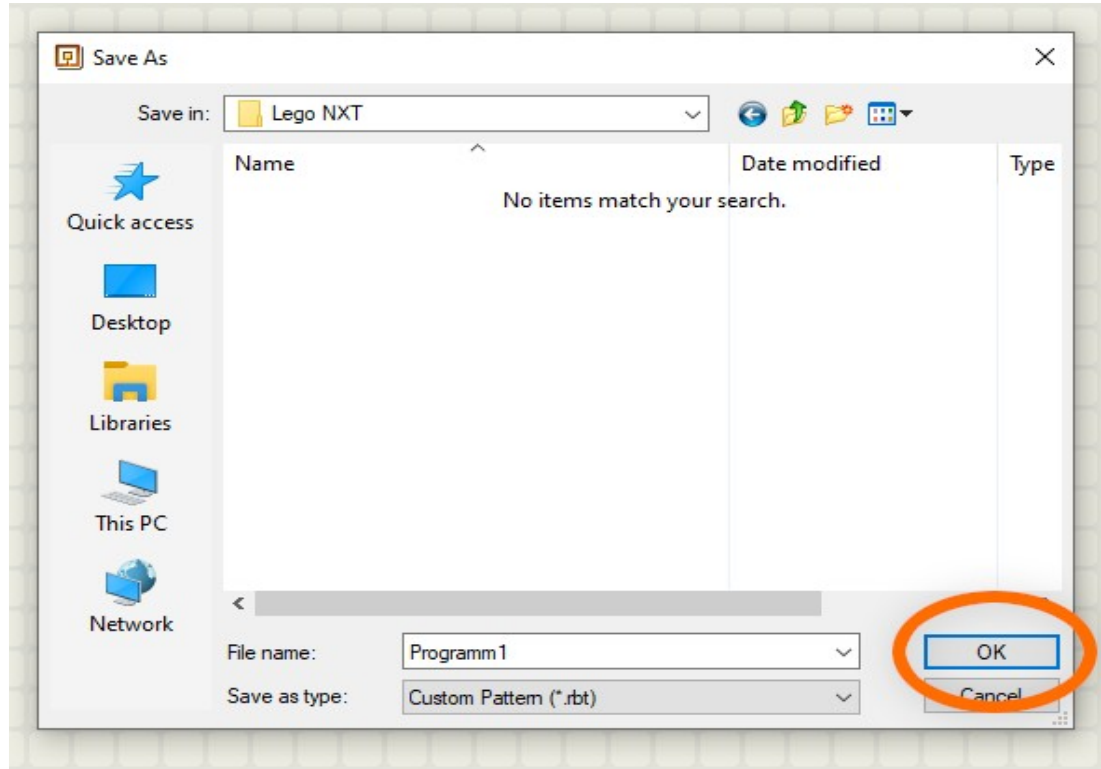 Save As
Save in: Lego NXT
Name Date modified Type
No items match your search.
Quick access
Desktop
Libraries
This PC
Network
File name: Programm1 OK
Save as type: Custom Pattern (*.rbt) Cancel